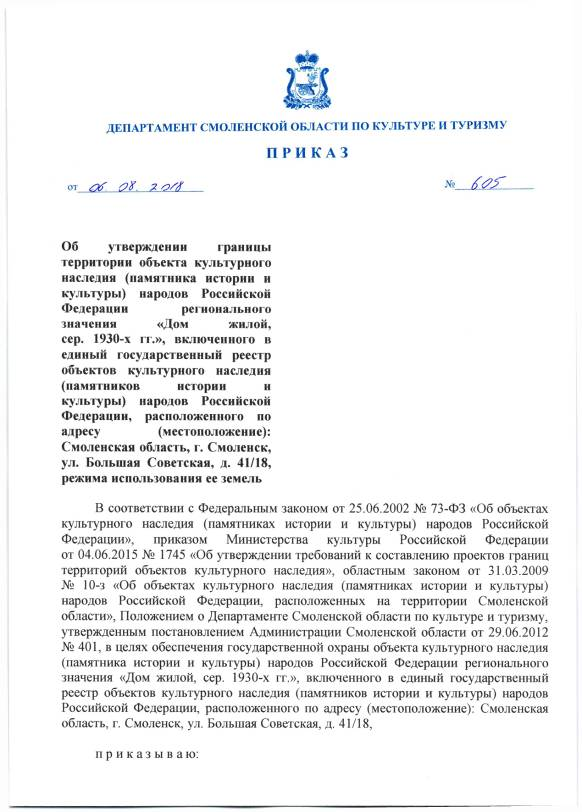 ДЕПАРТАМЕНТ СМОЛЕНСКОЙ ОБЛАСТИ ПО КУЛЬТУРЕ И ТУРИЗМУ
П Р И К А З
от 06 08. 2018 № 605
Об утверждении границы
территории объекта культурного
наследия (памятника истории и
культуры) народов Российской
Федерации регионального
значения «Дом жилой,
сер. 1930-х гг.», включенного в
единый государственный реестр
объектов культурного наследия
(памятников истории и
культуры) народов Российской
Федерации, расположенного по
адресу (местоположение):
Смоленская область, г. Смоленск,
ул. Большая Советская, д. 41/18,
режима использования ее земель
В соответствии с Федеральным законом от 25.06.2002 № 73-ФЗ «Об объектах
культурного наследия (памятниках истории и культуры) народов Российской
Федерации», приказом Министерства культуры Российской Федерации
от 04.06.2015 № 1745 «Об утверждении требований к составлению проектов границ
территорий объектов культурного наследия», областным законом от 31.03.2009
№ 10-з «Об объектах культурного наследия (памятниках истории и культуры)
народов Российской Федерации, расположенных на территории Смоленской
области», Положением о Департаменте Смоленской области по культуре и туризму,
утвержденным постановлением Администрации Смоленской области от 29.06.2012
№ 401, в целях обеспечения государственной охраны объекта культурного наследия
(памятника истории и культуры) народов Российской Федерации регионального
значения «Дом жилой, сер. 1930-х гг.», включенного в единый государственный
реестр объектов культурного наследия (памятников истории и культуры) народов
Российской Федерации, расположенного по адресу (местоположение): Смоленская
область, г. Смоленск, ул. Большая Советская, д. 41/18,
п р и к а з ы в а ю: